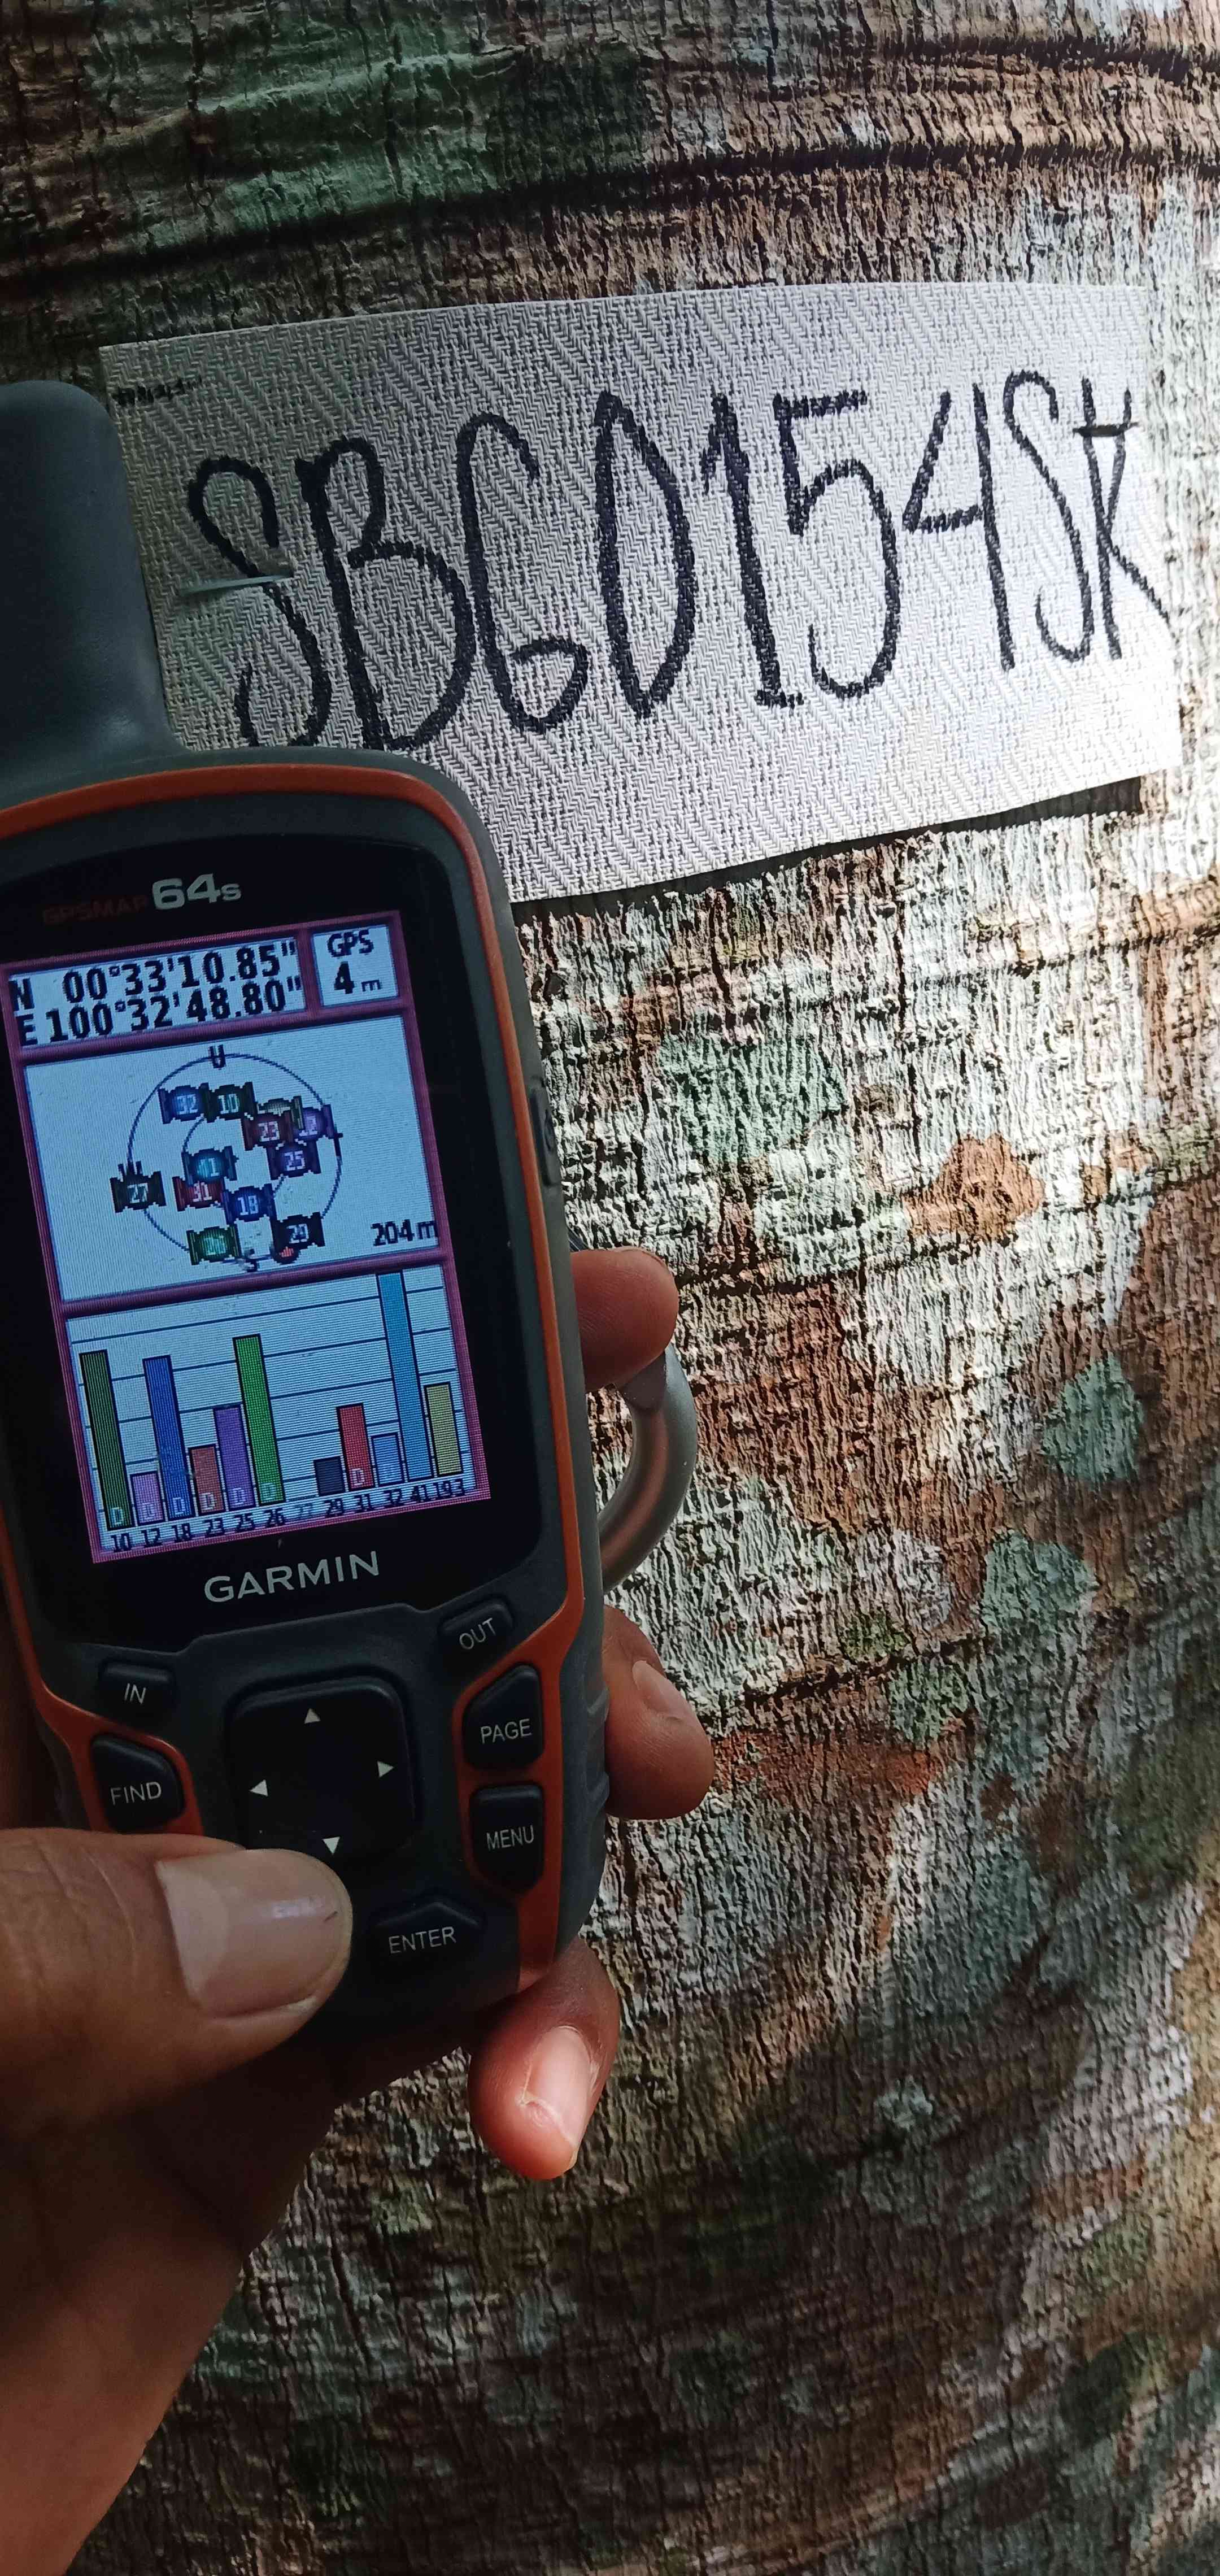 SBG0154SK
GPSMAP 64s
N 00°33'10.85"
E 100°32'48.80"
GPS
4 m
U
32 10
23 12
25
41
27 31
18
29
S
204 m
D D D D D D D
10 12 18 23 25 26 27 29 31 32 41 193
GARMIN
IN
OUT
FIND
PAGE
MENU
ENTER